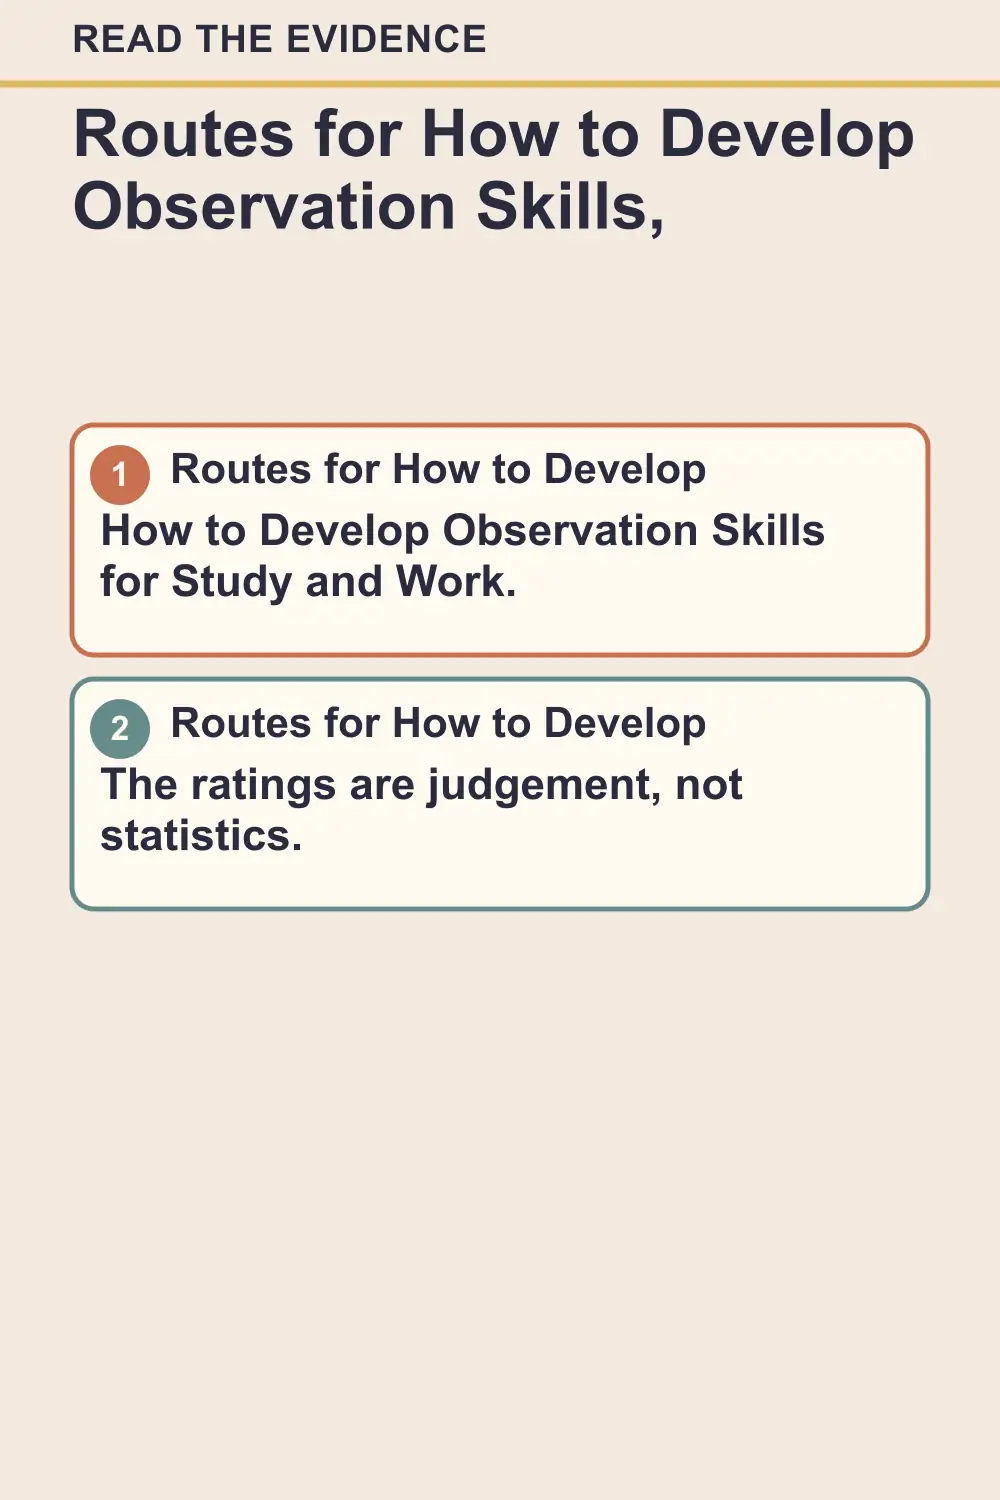 READ THE EVIDENCE
Routes for How to Develop
Observation Skills,
1 Routes for How to Develop
How to Develop Observation Skills
for Study and Work.
2 Routes for How to Develop
The ratings are judgement, not
statistics.